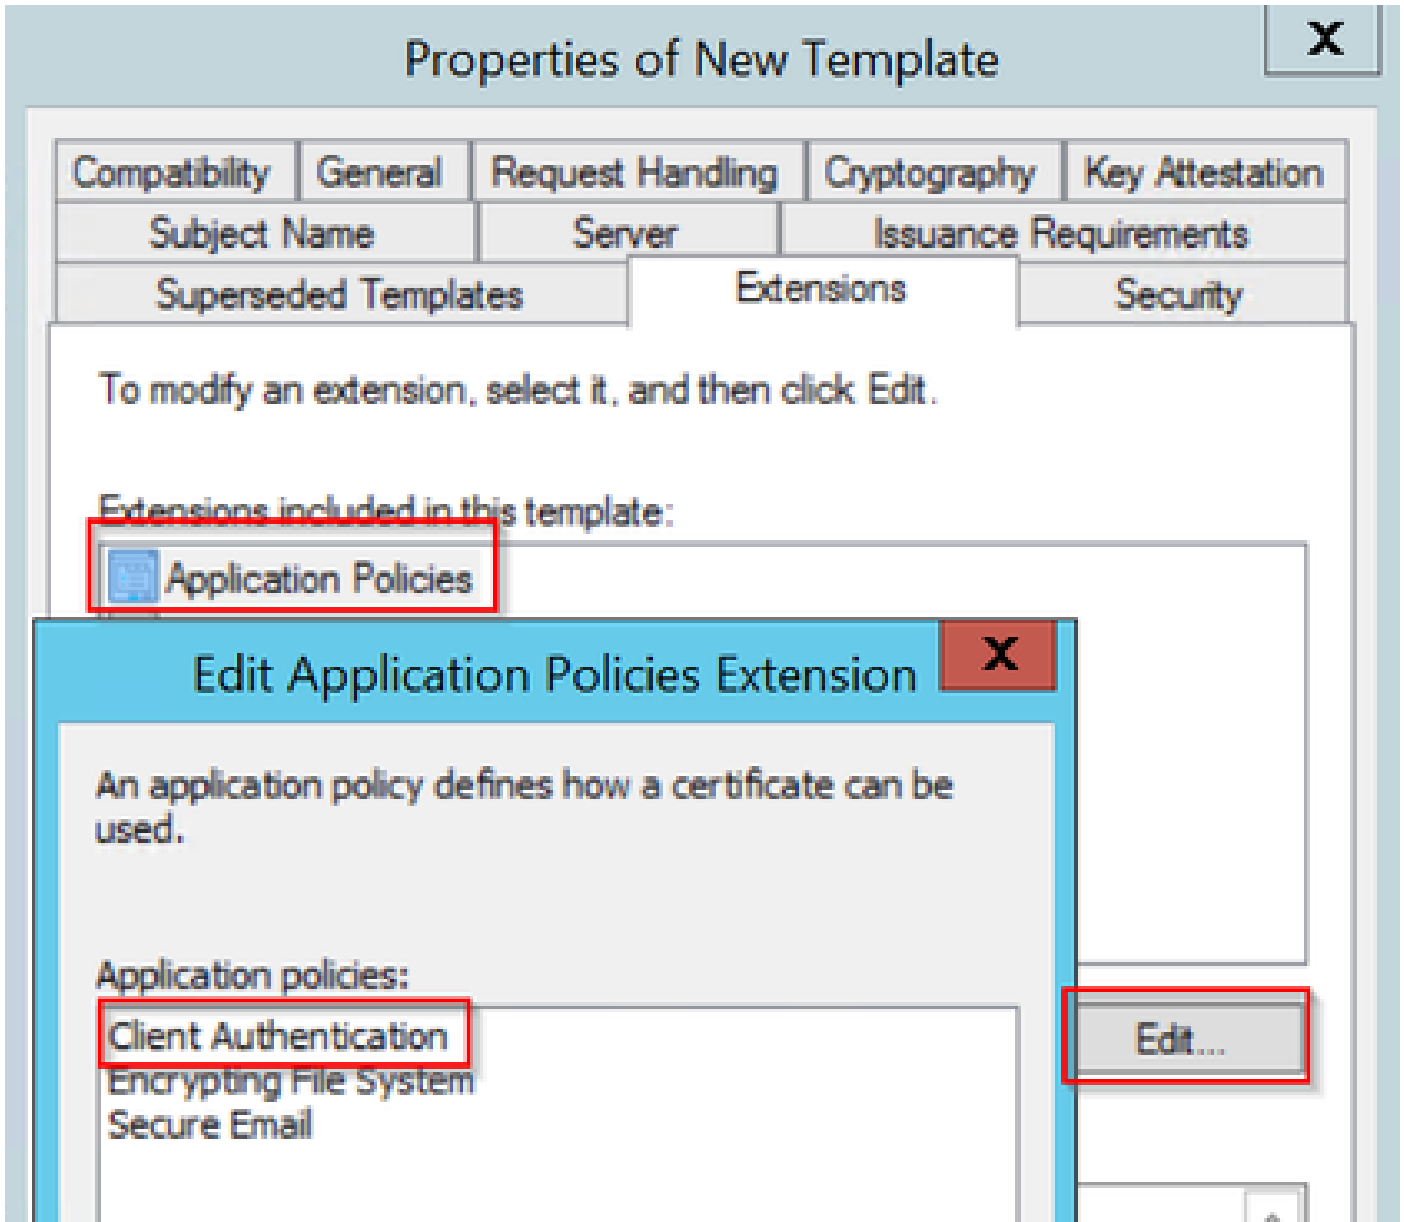 Properties of New Template
X
Compatibility General Request Handling Cryptography Key Attestation
Subject Name Server Issuance Requirements
Superseded Templates Extensions Security
To modify an extension, select it, and then click Edit.
Extensions included in this template:
Application Policies
Edit Application Policies Extension
X
An application policy defines how a certificate can be
used.
Application policies:
Client Authentication
Edit...
Encrypting File System
Secure Email